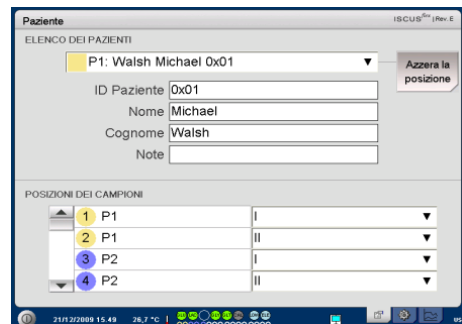 Paziente ISCUSflex | Rev. E
ELENCO DEI PAZIENTI
P1: Walsh Michael 0x01
Azzera la posizione
ID Paziente 0x01
Nome Michael
Cognome Walsh
Note
POSIZIONI DEI CAMPIONI
1 P1 I
2 P1 II
3 P2 I
4 P2 II
21/12/2009 15.49 26,7 °C